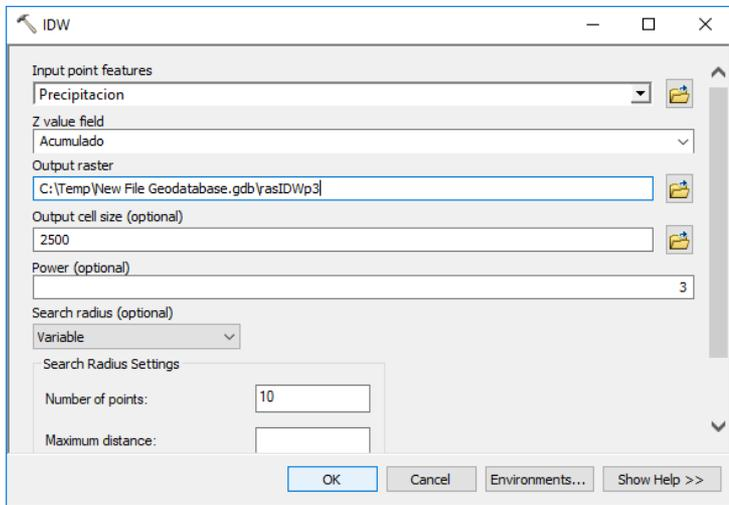 IDW
Input point features
Precipitacion
Z value field
Acumulado
Output raster
C:\Temp\New File Geodatabase.gdb\rasIDWp3
Output cell size (optional)
2500
Power (optional)
3
Search radius (optional)
Variable
Search Radius Settings
Number of points:
10
Maximum distance:
OK
Cancel
Environments...
Show Help >>